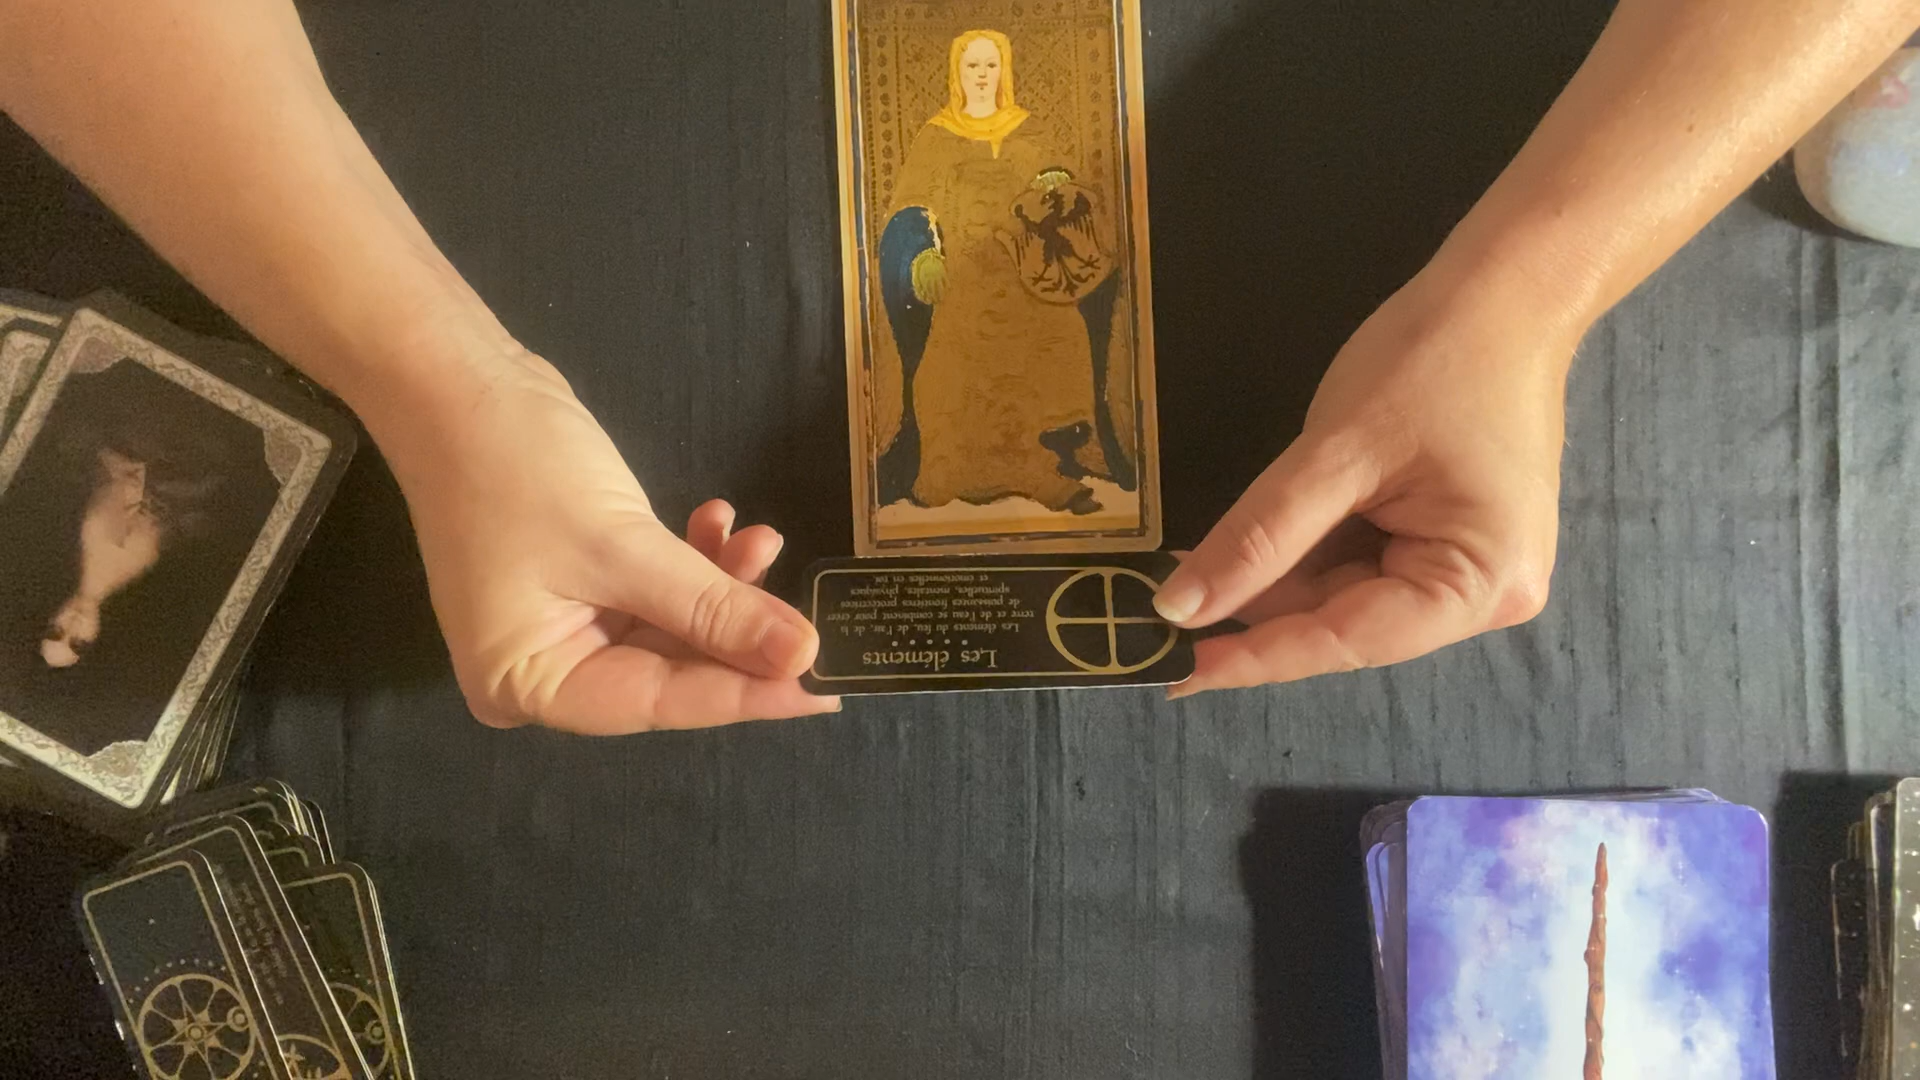 Les éléments
Les éléments du feu, de l'air, de la
terre et de l'eau se combinent pour créer
de puissantes frontières protectrices
spirituelles, mentales, physiques
et émotionnelles en toi.